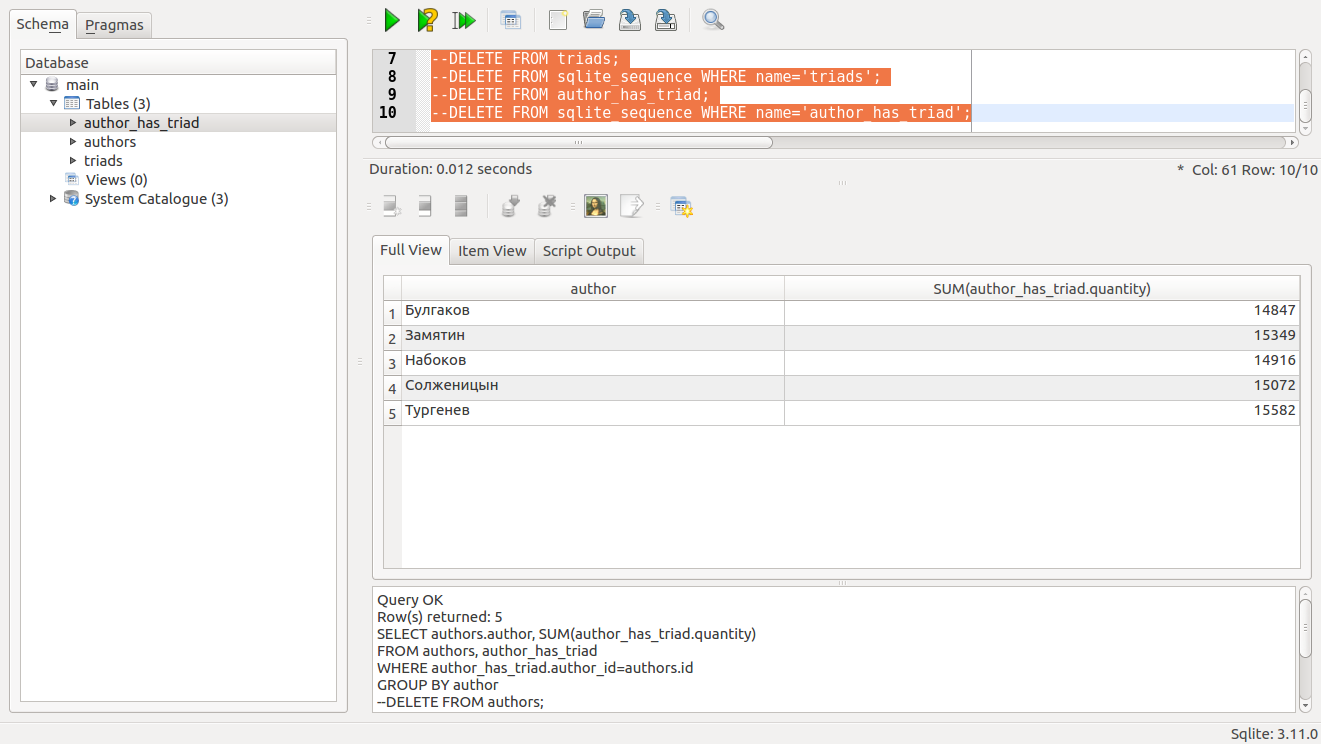 Schema Pragmas
Database
main
Tables (3)
author_has_triad
authors
triads
Views (0)
System Catalogue (3)
7 --DELETE FROM triads;
8 --DELETE FROM sqlite_sequence WHERE name='triads';
9 --DELETE FROM author_has_triad;
10 --DELETE FROM sqlite_sequence WHERE name='author_has_triad';
Duration: 0.012 seconds * Col: 61 Row: 10/10
Full View Item View Script Output
author SUM(author_has_triad.quantity)
1 Булгаков 14847
2 Замятин 15349
3 Набоков 14916
4 Солженицын 15072
5 Тургенев 15582
Query OK
Row(s) returned: 5
SELECT authors.author, SUM(author_has_triad.quantity)
FROM authors, author_has_triad
WHERE author_has_triad.author_id=authors.id
GROUP BY author
--DELETE FROM authors;
Sqlite: 3.11.0